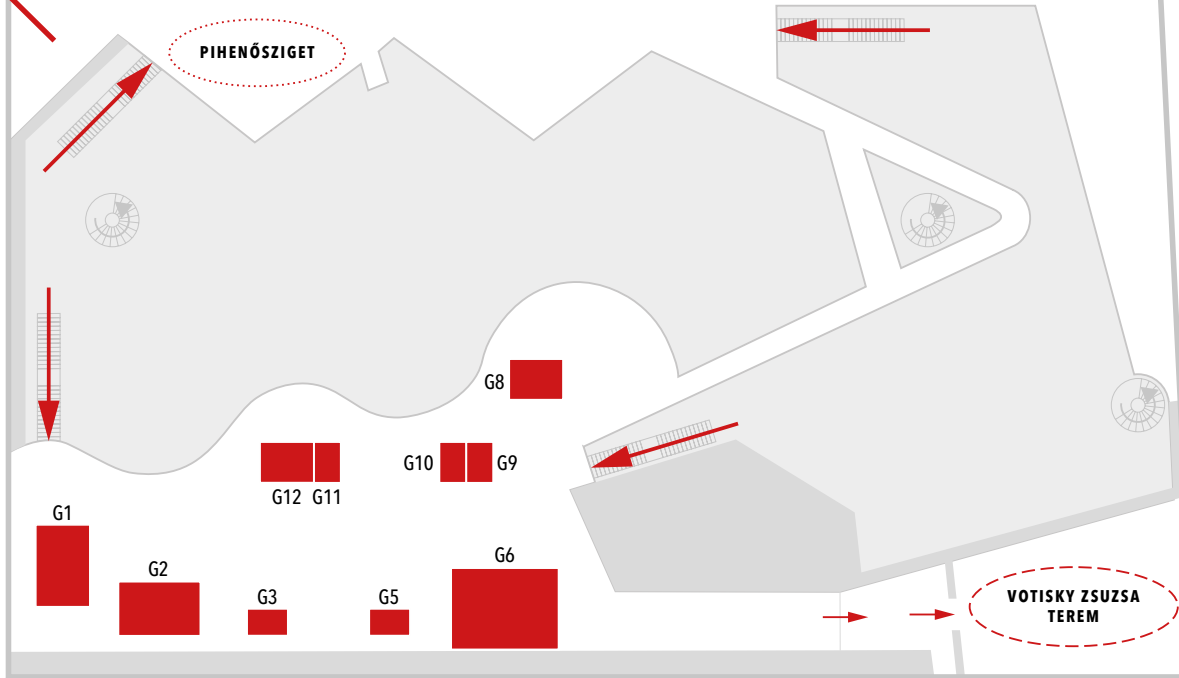 PIHENŐSZIGET
G8
G10
G9
G12
G11
G1
G2
G3
G5
G6
VOTISKY ZSUZSA
TEREM